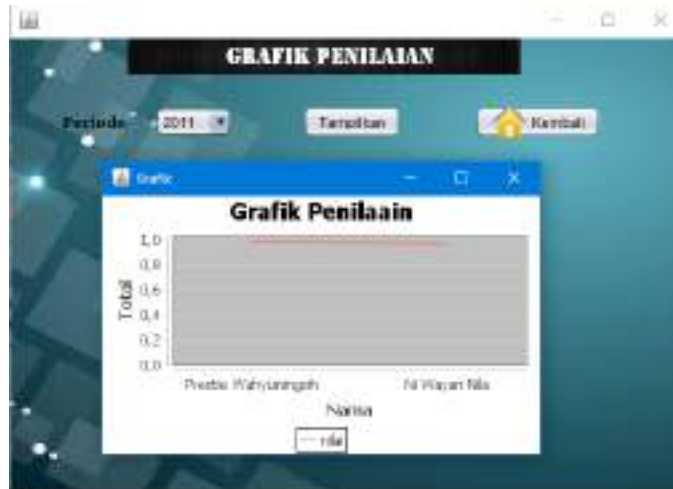 GRAFIK PENILAIAN
Periode 2011 Tampilkan Kembali
Grafik
Grafik Penilaain
Total
1,0
0,8
0,6
0,4
0,2
0,0
Wahyuningsih Ni Wayan Nila
Nama
nilai